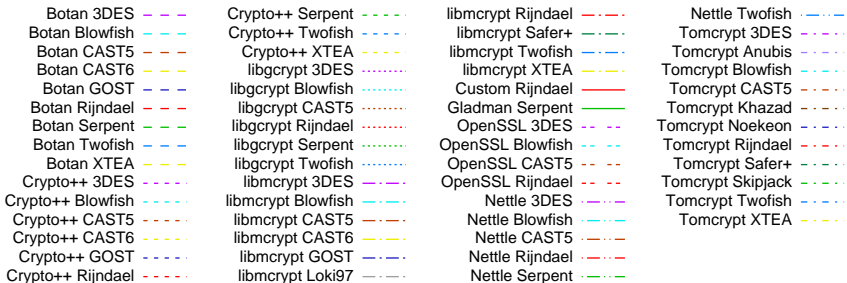 Botan 3DES
Botan Blowfish
Botan CAST5
Botan CAST6
Botan GOST
Botan Rijndael
Botan Serpent
Botan Twofish
Botan XTEA
Crypto++ 3DES
Crypto++ Blowfish
Crypto++ CAST5
Crypto++ CAST6
Crypto++ GOST
Crypto++ Rijndael
Crypto++ Serpent
Crypto++ Twofish
Crypto++ XTEA
libgcrypt 3DES
libgcrypt Blowfish
libgcrypt CAST5
libgcrypt Rijndael
libgcrypt Serpent
libgcrypt Twofish
libmcrypt 3DES
libmcrypt Blowfish
libmcrypt CAST5
libmcrypt CAST6
libmcrypt GOST
libmcrypt Loki97
libmcrypt Rijndael
libmcrypt Safer+
libmcrypt Twofish
libmcrypt XTEA
Custom Rijndael
Gladman Serpent
OpenSSL 3DES
OpenSSL Blowfish
OpenSSL CAST5
OpenSSL Rijndael
Nettle 3DES
Nettle Blowfish
Nettle CAST5
Nettle Rijndael
Nettle Serpent
Nettle Twofish
Tomcrypt 3DES
Tomcrypt Anubis
Tomcrypt Blowfish
Tomcrypt CAST5
Tomcrypt Khazad
Tomcrypt Noekeon
Tomcrypt Rijndael
Tomcrypt Safer+
Tomcrypt Skipjack
Tomcrypt Twofish
Tomcrypt XTEA